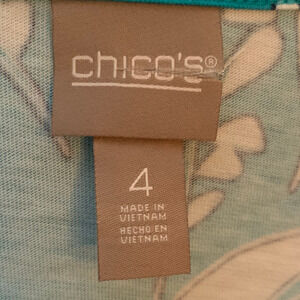 chico's®
4
MADE IN
VIETNAM
HECHO EN
VIETNAM